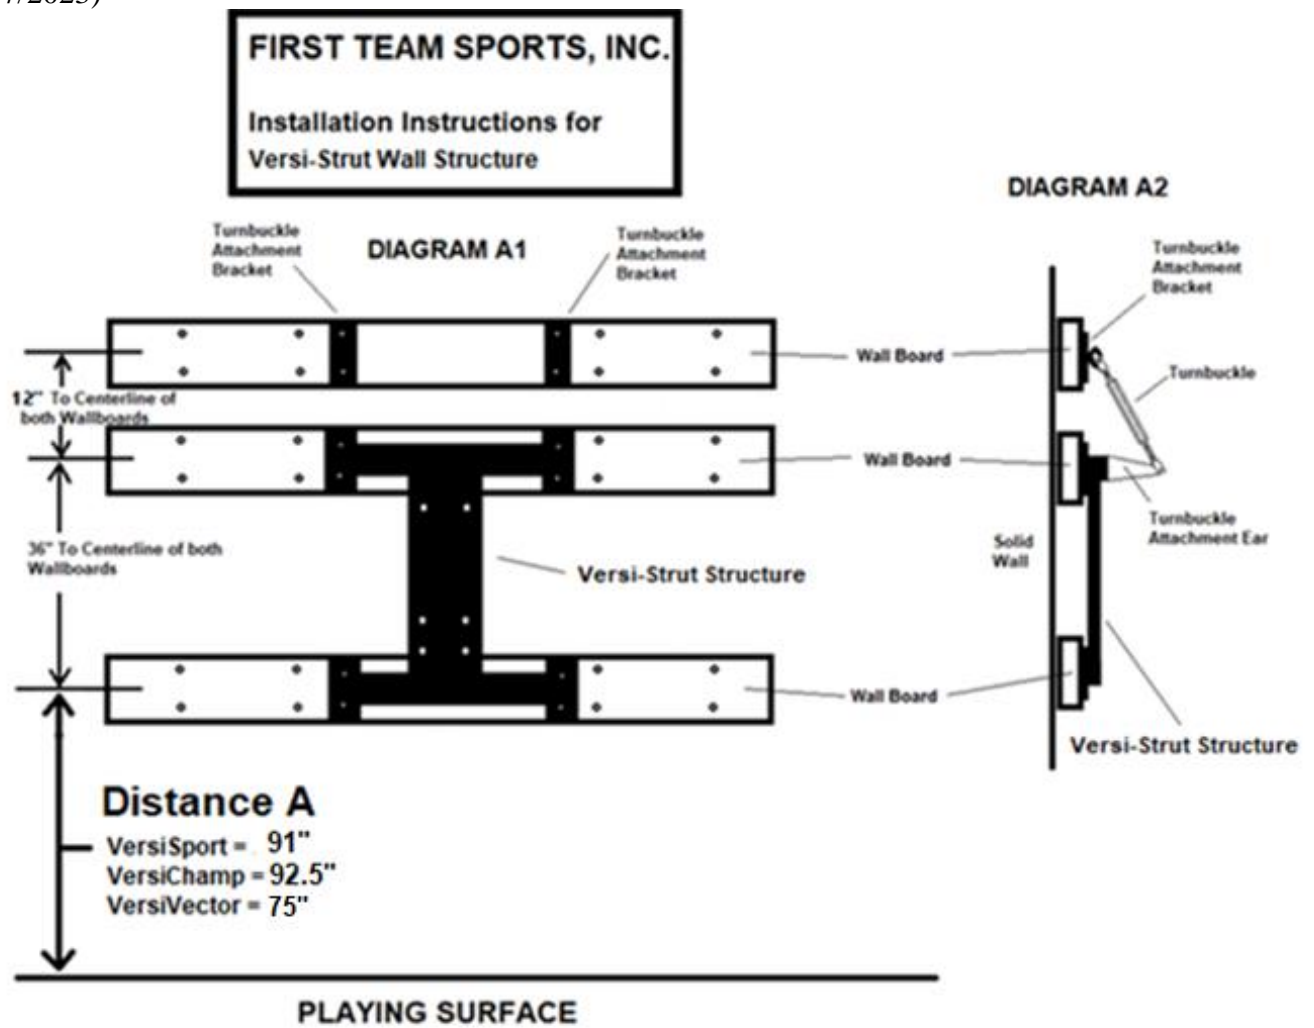 FIRST TEAM SPORTS, INC.
Installation Instructions for
Versi-Strut Wall Structure
DIAGRAM A2
DIAGRAM A1
Turnbuckle
Attachment
Bracket
Turnbuckle
Attachment
Bracket
Turnbuckle
Attachment
Bracket
Wall Board
Turnbuckle
12" To Centerline of
both Wallboards
Wall Board
Turnbuckle
Attachment Ear
36" To Centerline of both
Wallboards
Solid
Wall
Versi-Strut Structure
Wall Board
Versi-Strut Structure
Distance A
VersiSport = 91"
VersiChamp = 92.5"
VersiVector = 75"
PLAYING SURFACE